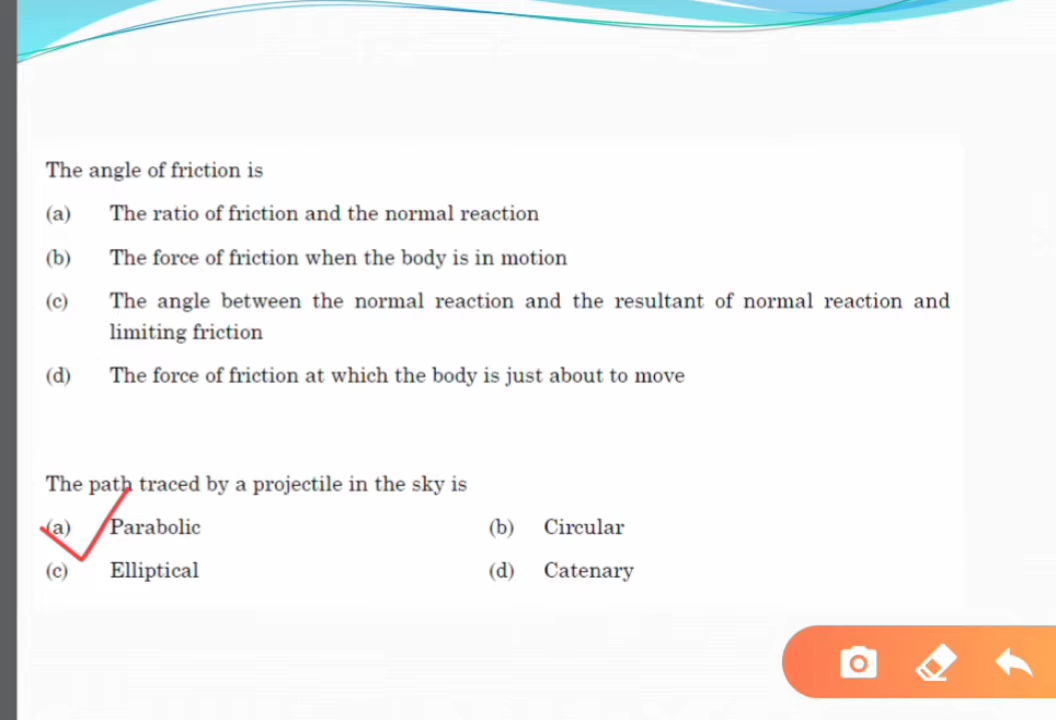 The angle of friction is
(a) The ratio of friction and the normal reaction
(b) The force of friction when the body is in motion
(c) The angle between the normal reaction and the resultant of normal reaction and
limiting friction
(d) The force of friction at which the body is just about to move
The path traced by a projectile in the sky is
(a) Parabolic (b) Circular
(c) Elliptical (d) Catenary